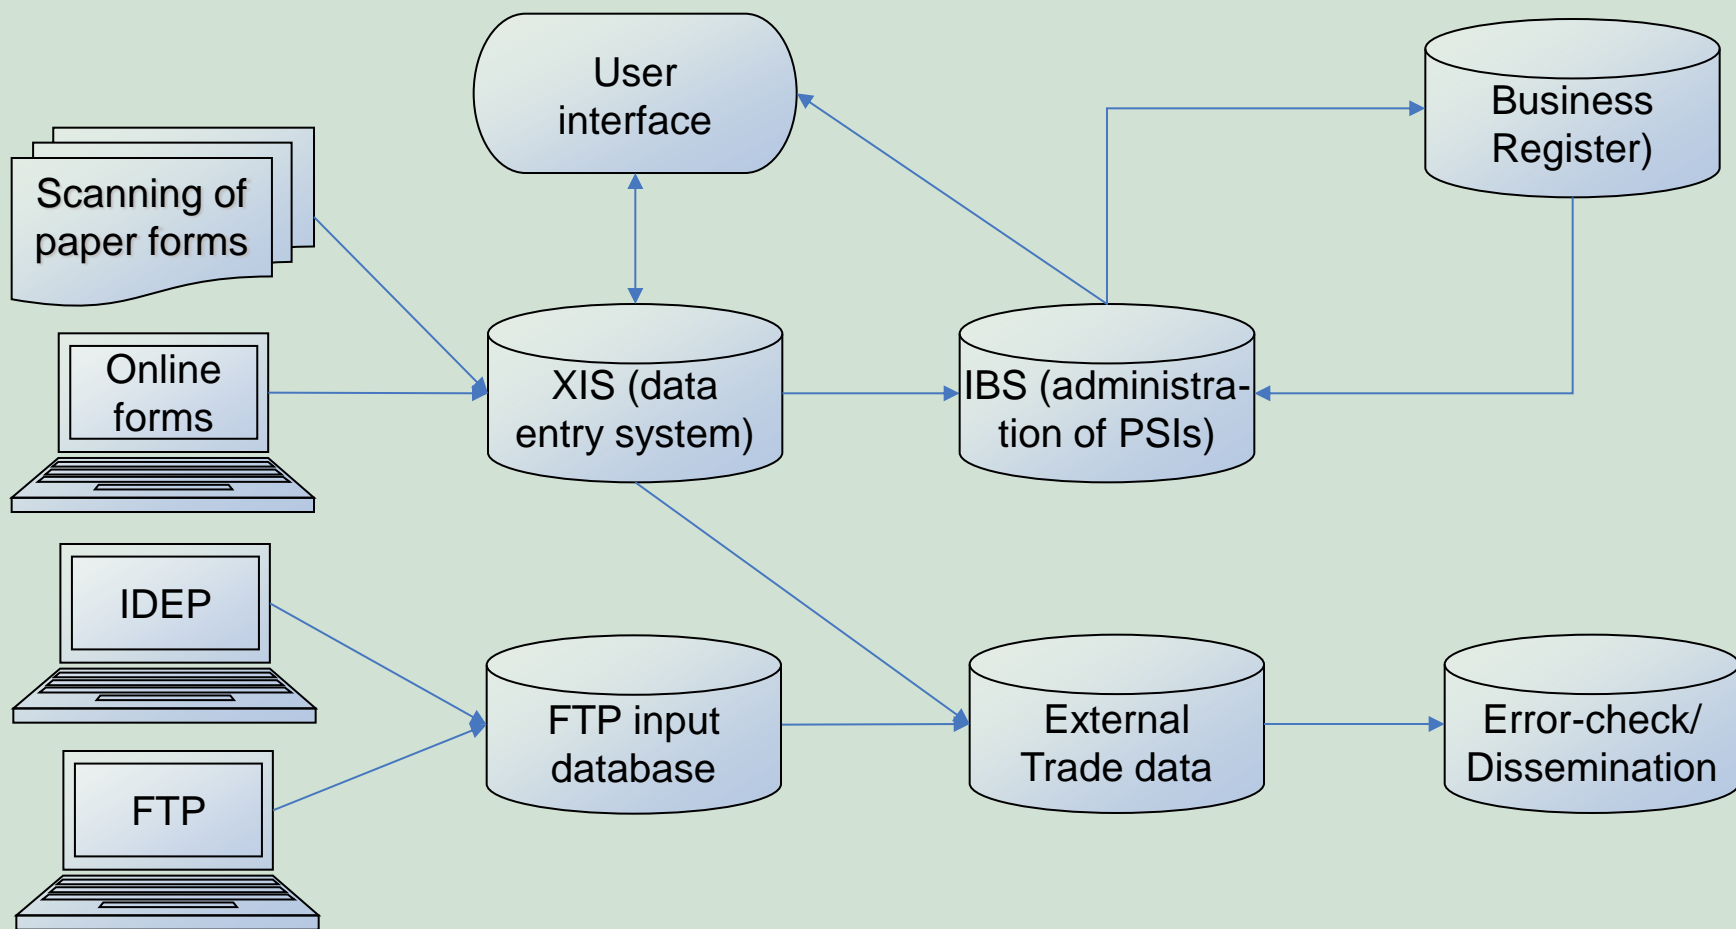 User
interface
Business
Register)
Scanning of
paper forms
Online
forms
XIS (data
entry system)
IBS (administra-
tion of PSIs)
IDEP
FTP input
database
External
Trade data
Error-check/
Dissemination
FTP